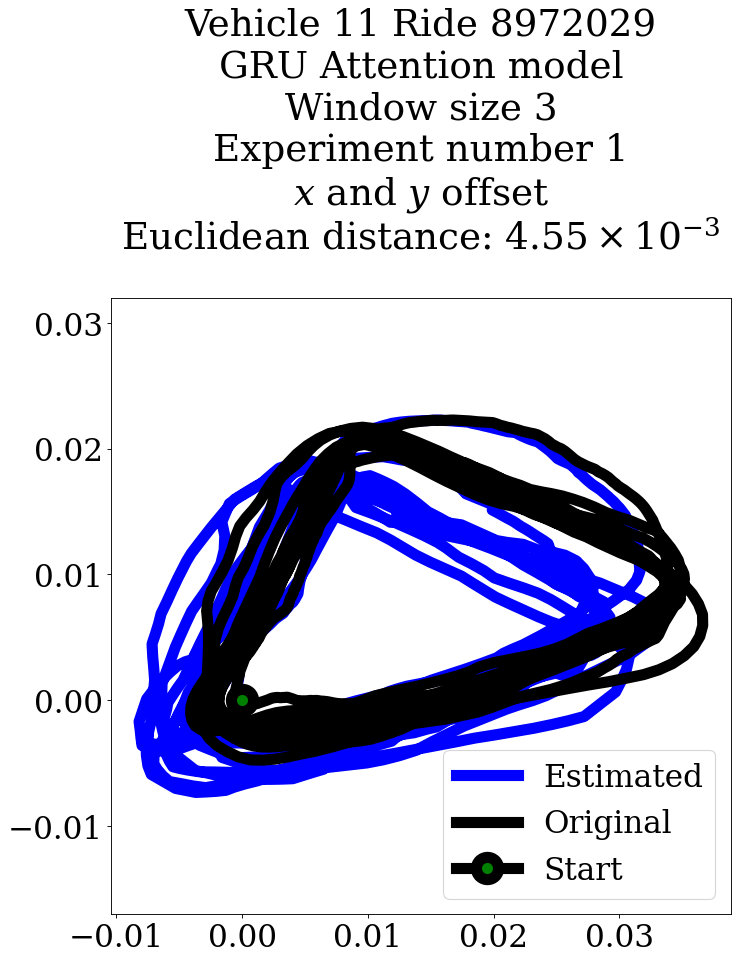 Vehicle 11 Ride 8972029
GRU Attention model
Window size 3
Experiment number 1
x and y offset
Euclidean distance: 4.55 × 10⁻³
0.03
0.02
0.01
0.00
−0.01
Estimated
Original
Start
−0.01 0.00 0.01 0.02 0.03